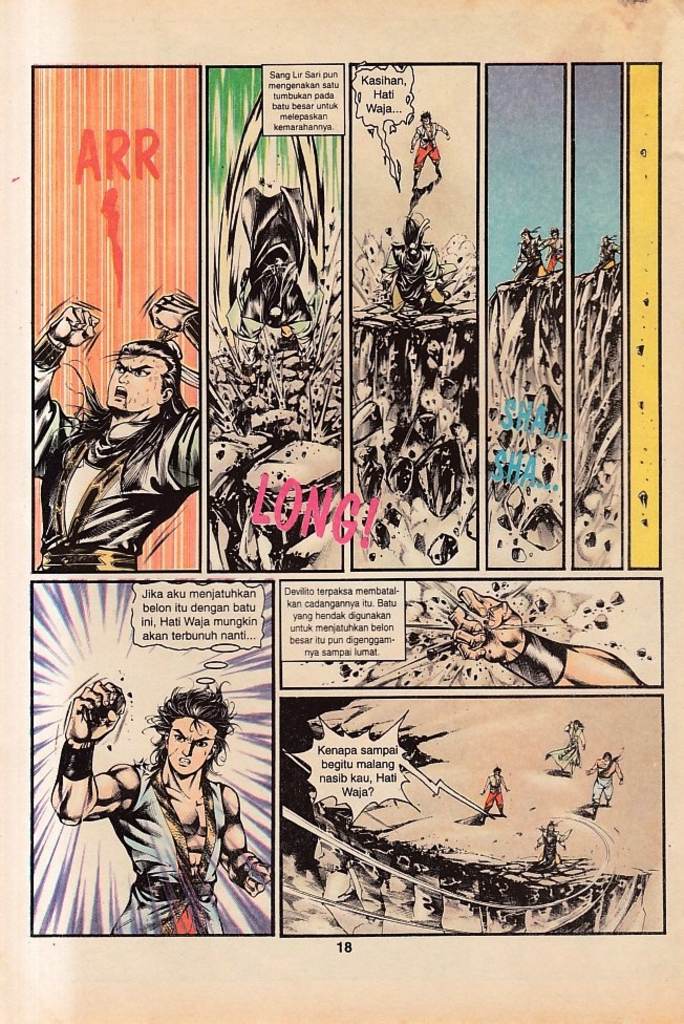 ARR
Sang Lir Sari pun
mengenakan satu
tumbukan pada
batu besar untuk
melepaskan
kemarahannya.
LONG!
Kasihan,
Hati
Waja...
SHA...
SHA...
Jika aku menjatuhkan
belon itu dengan batu
ini, Hati Waja mungkin
akan terbunuh nanti...
Devilito terpaksa membatal-
kan cadangannya itu. Batu
yang hendak digunakan
untuk menjatuhkan belon
besar itu pun digenggam-
nya sampai lumat.
Kenapa sampai
begitu malang
nasib kau, Hati
Waja?
18